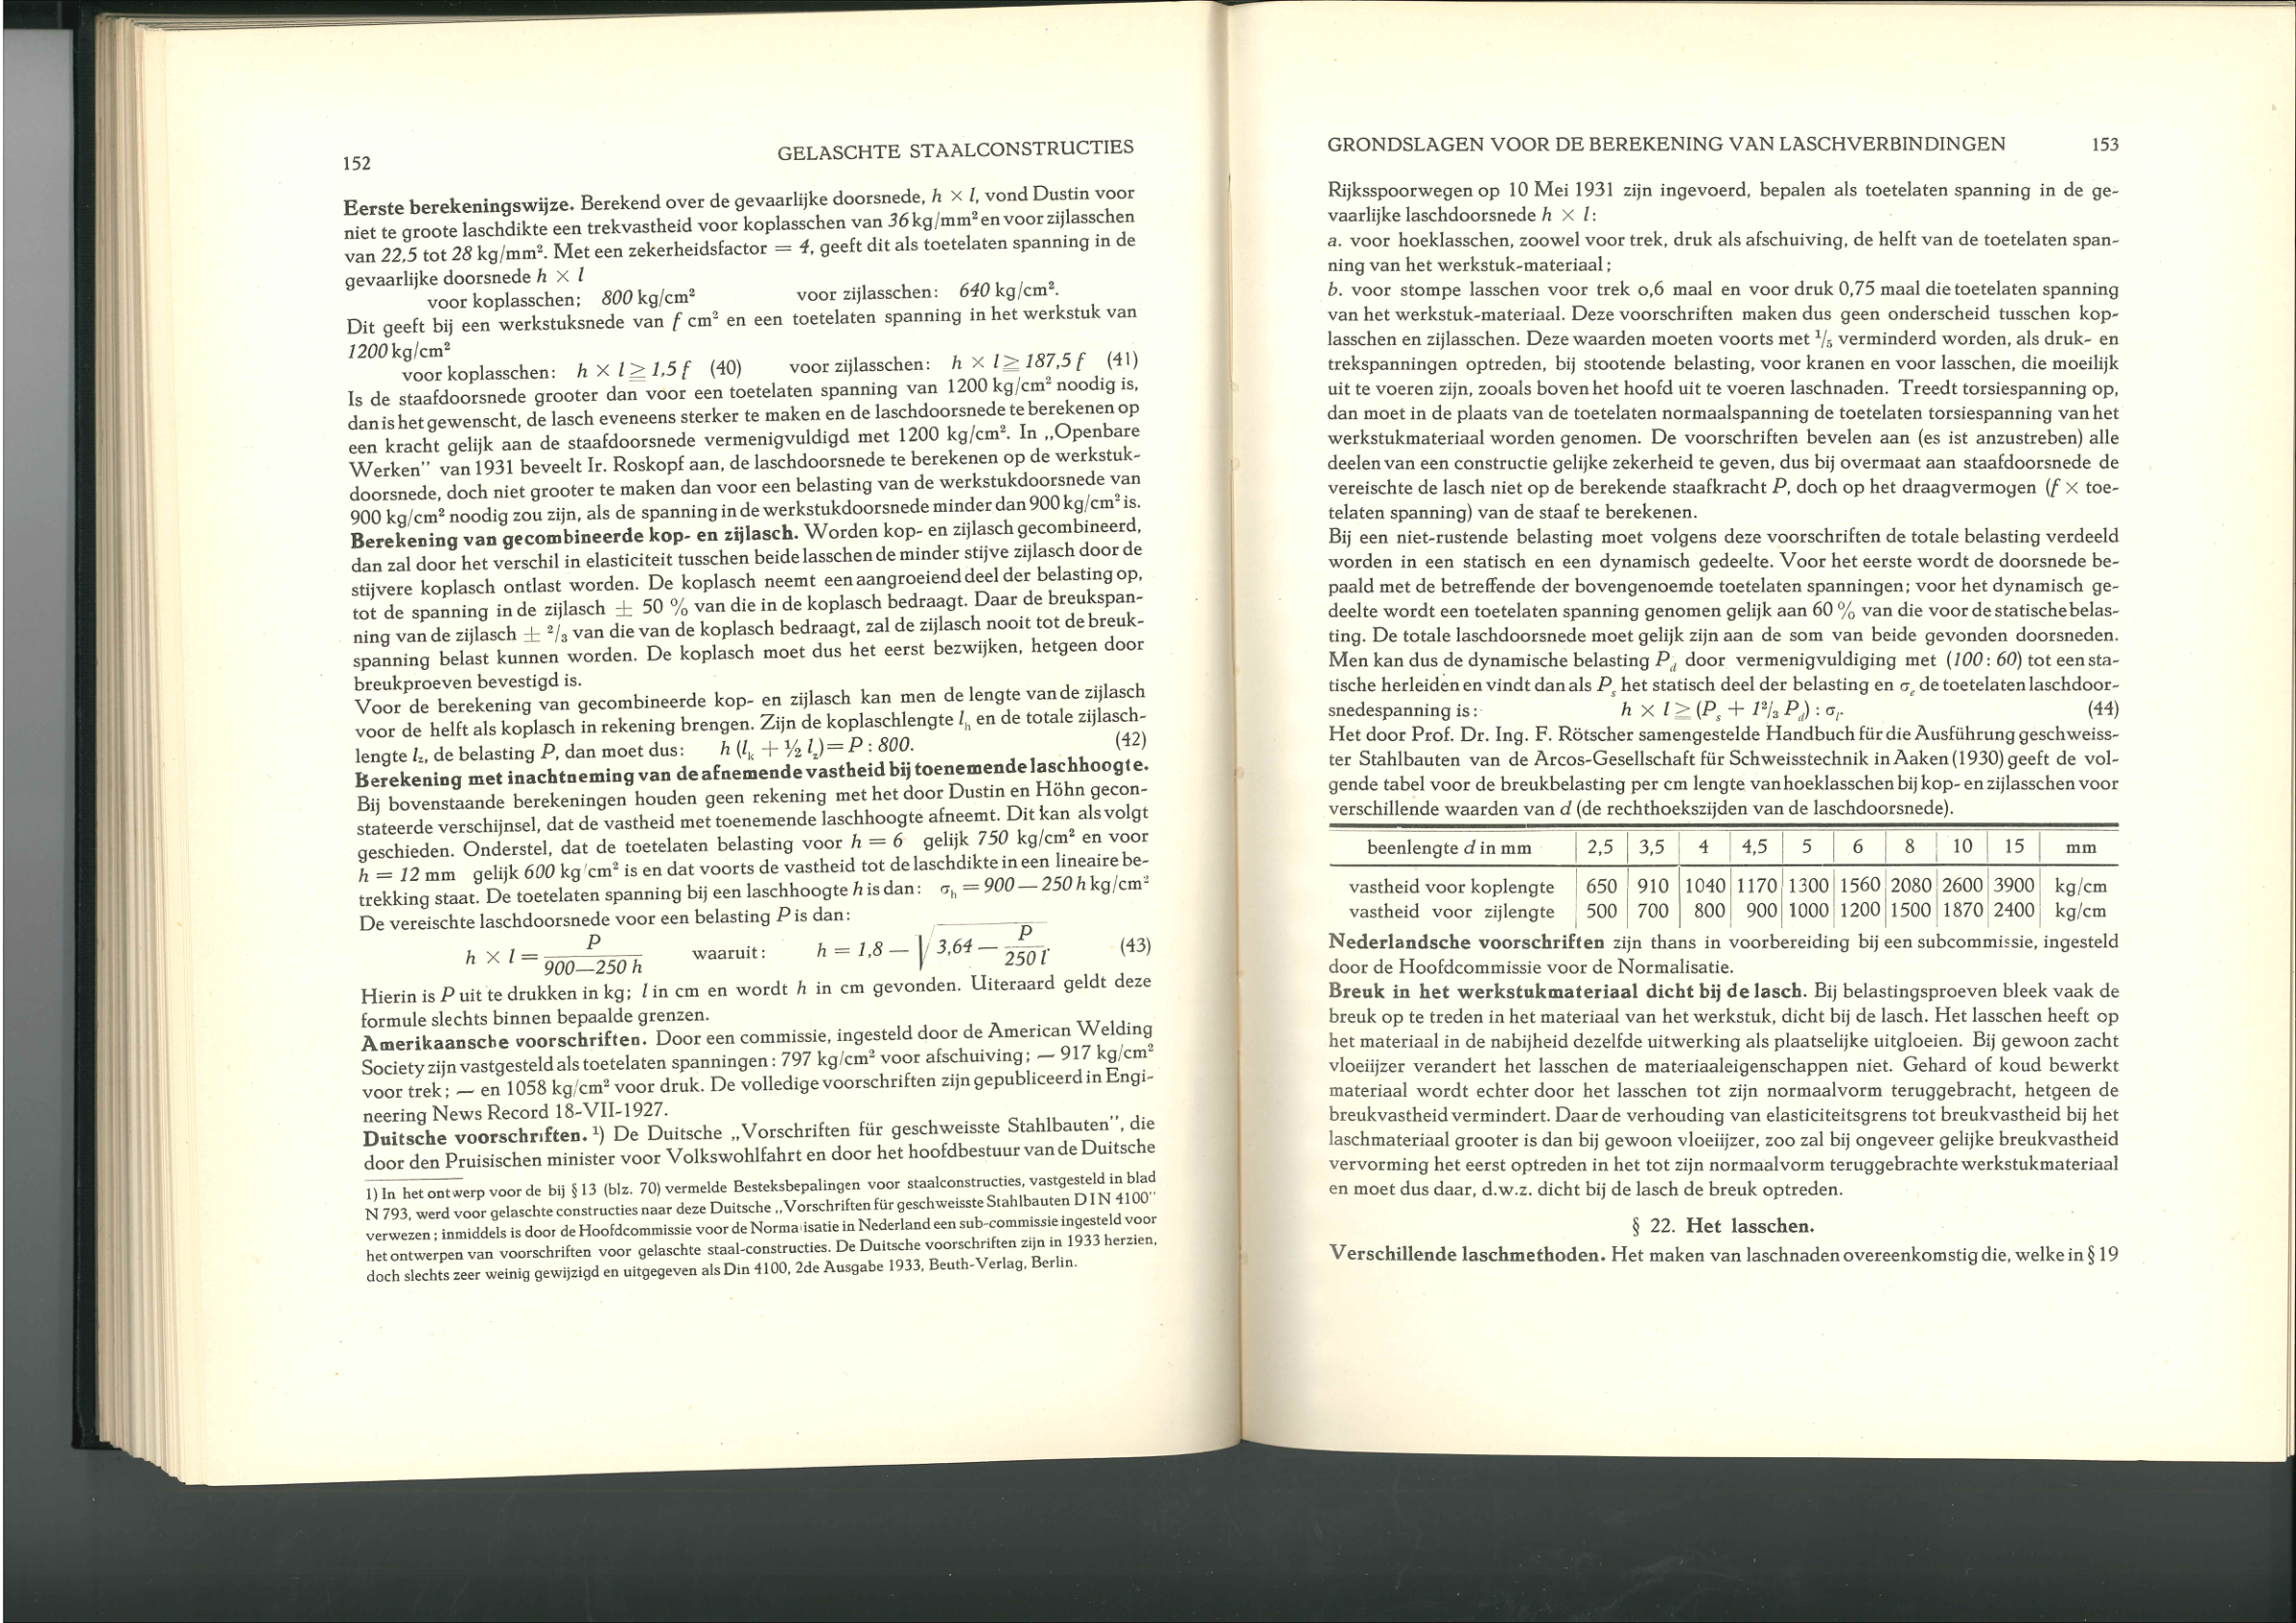 152
GELASCHTE STAALCONSTRUCTIES
Eerste berekeningswijze. Berekend over de gevaarlijke doorsnede, h × l, vond Dustin voor
niet te groote laschdikte een trekvastheid voor koplasschen van 36 kg/mm² en voor zijlasschen
van 22,5 tot 28 kg/mm². Met een zekerheidsfactor = 4, geeft dit als toetelaten spanning in de
gevaarlijke doorsnede h × l
voor koplasschen; 800 kg/cm² voor zijlasschen: 640 kg/cm².
Dit geeft bij een werkstuksnede van f cm² en een toetelaten spanning in het werkstuk van
1200 kg/cm²
voor koplasschen: h × l ≥ 1,5 f (40) voor zijlasschen: h × l ≥ 187,5 f (41)
Is de staafdoorsnede grooter dan voor een toetelaten spanning van 1200 kg/cm² noodig is,
dan is het gewenscht, de lasch eveneens sterker te maken en de laschdoorsnede te berekenen op
een kracht gelijk aan de staafdoorsnede vermenigvuldigd met 1200 kg/cm². In „Openbare
Werken" van 1931 beveelt Ir. Roskopf aan, de laschdoorsnede te berekenen op de werkstuk-
doorsnede, doch niet grooter te maken dan voor een belasting van de werkstukdoorsnede van
900 kg/cm² noodig zou zijn, als de spanning in de werkstukdoorsnede minder dan 900 kg/cm² is.
Berekening van gecombineerde kop- en zijlasch. Worden kop- en zijlasch gecombineerd,
dan zal door het verschil in elasticiteit tusschen beide lasschen de minder stijve zijlasch door de
stijvere koplasch ontlast worden. De koplasch neemt een aangroeiend deel der belasting op,
tot de spanning in de zijlasch ± 50 % van die in de koplasch bedraagt. Daar de breukspan-
ning van de zijlasch ± ²/₃ van die van de koplasch bedraagt, zal de zijlasch nooit tot de breuk-
spanning belast kunnen worden. De koplasch moet dus het eerst bezwijken, hetgeen door
breukproeven bevestigd is.
Voor de berekening van gecombineerde kop- en zijlasch kan men de lengte van de zijlasch
voor de helft als koplasch in rekening brengen. Zijn de koplaschlengte lₕ en de totale zijlasch-
lengte l_z, de belasting P, dan moet dus: h (lₖ + ½ l_z) = P : 800. (42)
Berekening met inachtneming van de afnemende vastheid bij toenemende laschhoogte.
Bij bovenstaande berekeningen houden geen rekening met het door Dustin en Höhn gecon-
stateerde verschijnsel, dat de vastheid met toenemende laschhoogte afneemt. Dit kan als volgt
geschieden. Onderstel, dat de toetelaten belasting voor h = 6 gelijk 750 kg/cm² en voor
h = 12 mm gelijk 600 kg/cm² is en dat voorts de vastheid tot de laschdikte in een lineaire be-
trekking staat. De toetelaten spanning bij een laschhoogte h is dan: σₕ = 900 — 250 h kg/cm²
De vereischte laschdoorsnede voor een belasting P is dan:
h × l = P / (900—250 h) waaruit: h = 1,8 — √(3,64 — P / 250 l). (43)
Hierin is P uit te drukken in kg; l in cm en wordt h in cm gevonden. Uiteraard geldt deze
formule slechts binnen bepaalde grenzen.
Amerikaansche voorschriften. Door een commissie, ingesteld door de American Welding
Society zijn vastgesteld als toetelaten spanningen: 797 kg/cm² voor afschuiving; — 917 kg/cm²
voor trek; — en 1058 kg/cm² voor druk. De volledige voorschriften zijn gepubliceerd in Engi-
neering News Record 18-VII-1927.
Duitsche voorschriften. ¹) De Duitsche „Vorschriften für geschweisste Stahlbauten", die
door den Pruisischen minister voor Volkswohlfahrt en door het hoofdbestuur van de Duitsche
1) In het ontwerp voor de bij § 13 (blz. 70) vermelde Besteksbepalingen voor staalconstructies, vastgesteld in blad
N 793, werd voor gelaschte constructies naar deze Duitsche „Vorschriften für geschweisste Stahlbauten DIN 4100"
verwezen; inmiddels is door de Hoofdcommissie voor de Normalisatie in Nederland een sub-commissie ingesteld voor
het ontwerpen van voorschriften voor gelaschte staal-constructies. De Duitsche voorschriften zijn in 1933 herzien,
doch slechts zeer weinig gewijzigd en uitgegeven als Din 4100, 2de Ausgabe 1933, Beuth-Verlag, Berlin.
GRONDSLAGEN VOOR DE BEREKENING VAN LASCHVERBINDINGEN 153
Rijksspoorwegen op 10 Mei 1931 zijn ingevoerd, bepalen als toetelaten spanning in de ge-
vaarlijke laschdoorsnede h × l:
a. voor hoeklasschen, zoowel voor trek, druk als afschuiving, de helft van de toetelaten span-
ning van het werkstuk-materiaal;
b. voor stompe lasschen voor trek 0,6 maal en voor druk 0,75 maal die toetelaten spanning
van het werkstuk-materiaal. Deze voorschriften maken dus geen onderscheid tusschen kop-
lasschen en zijlasschen. Deze waarden moeten voorts met ¹/₅ verminderd worden, als druk- en
trekspanningen optreden, bij stootende belasting, voor kranen en voor lasschen, die moeilijk
uit te voeren zijn, zooals boven het hoofd uit te voeren laschnaden. Treedt torsiespanning op,
dan moet in de plaats van de toetelaten normaalspanning de toetelaten torsiespanning van het
werkstukmateriaal worden genomen. De voorschriften bevelen aan (es ist anzustreben) alle
deelen van een constructie gelijke zekerheid te geven, dus bij overmaat aan staafdoorsnede de
vereischte de lasch niet op de berekende staafkracht P, doch op het draagvermogen (f × toe-
telaten spanning) van de staaf te berekenen.
Bij een niet-rustende belasting moet volgens deze voorschriften de totale belasting verdeeld
worden in een statisch en een dynamisch gedeelte. Voor het eerste wordt de doorsnede be-
paald met de betreffende der bovengenoemde toetelaten spanningen; voor het dynamisch ge-
deelte wordt een toetelaten spanning genomen gelijk aan 60 % van die voor de statische belas-
ting. De totale laschdoorsnede moet gelijk zijn aan de som van beide gevonden doorsneden.
Men kan dus de dynamische belasting P_d door vermenigvuldiging met (100 : 60) tot een sta-
tische herleiden en vindt dan als Pₛ het statisch deel der belasting en σₑ de toetelaten laschdoor-
snedespanning is: h × l ≥ (Pₛ + 1²/₃ P_d) : σₗ. (44)
Het door Prof. Dr. Ing. F. Rötscher samengestelde Handbuch für die Ausführung geschweiss-
ter Stahlbauten van de Arcos-Gesellschaft für Schweisstechnik in Aaken (1930) geeft de vol-
gende tabel voor de breukbelasting per cm lengte van hoeklasschen bij kop- en zijlasschen voor
verschillende waarden van d (de rechthoekszijden van de laschdoorsnede).
beenlengte d in mm 2,5 3,5 4 4,5 5 6 8 10 15 mm
vastheid voor koplengte 650 910 1040 1170 1300 1560 2080 2600 3900 kg/cm
vastheid voor zijlengte 500 700 800 900 1000 1200 1500 1870 2400 kg/cm
Nederlandsche voorschriften zijn thans in voorbereiding bij een subcommissie, ingesteld
door de Hoofdcommissie voor de Normalisatie.
Breuk in het werkstukmateriaal dicht bij de lasch. Bij belastingsproeven bleek vaak de
breuk op te treden in het materiaal van het werkstuk, dicht bij de lasch. Het lasschen heeft op
het materiaal in de nabijheid dezelfde uitwerking als plaatselijke uitgloeien. Bij gewoon zacht
vloeiijzer verandert het lasschen de materiaaleigenschappen niet. Gehard of koud bewerkt
materiaal wordt echter door het lasschen tot zijn normaalvorm teruggebracht, hetgeen de
breukvastheid vermindert. Daar de verhouding van elasticiteitsgrens tot breukvastheid bij het
laschmateriaal grooter is dan bij gewoon vloeiijzer, zoo zal bij ongeveer gelijke breukvastheid
vervorming het eerst optreden in het tot zijn normaalvorm teruggebrachte werkstukmateriaal
en moet dus daar, d.w.z. dicht bij de lasch de breuk optreden.
§ 22. Het lasschen.
Verschillende laschmethoden. Het maken van laschnaden overeenkomstig die, welke in § 19